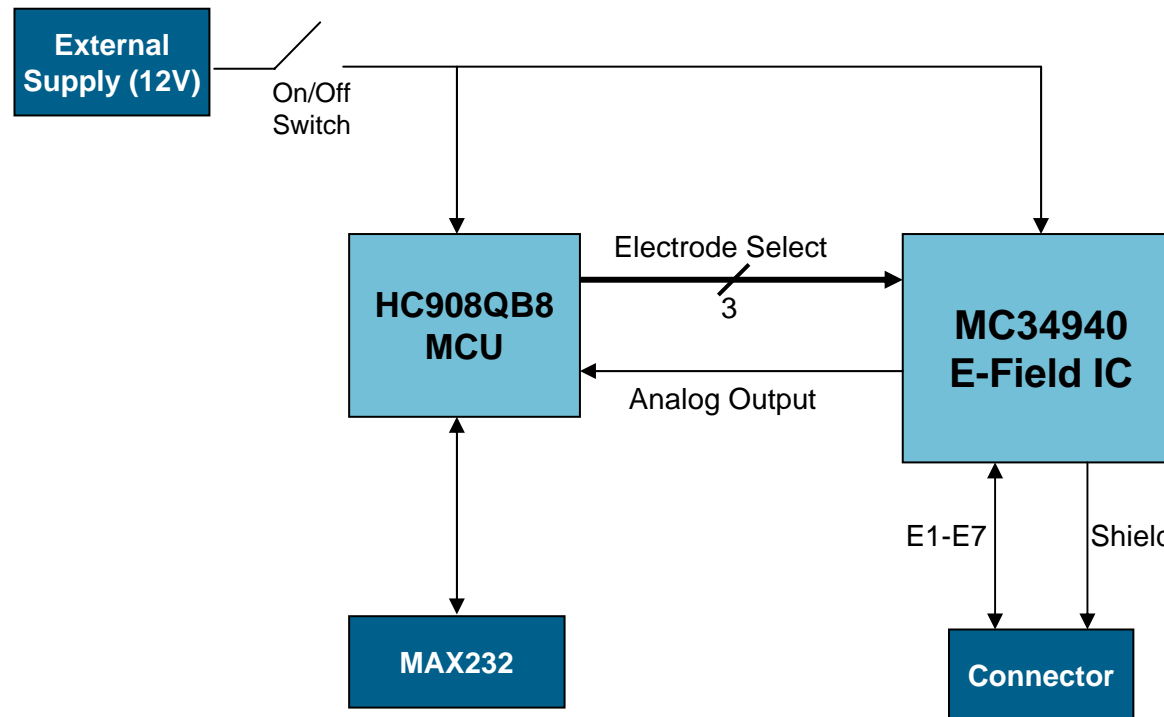 External
Supply (12V)
On/Off
Switch
Electrode Select
3
HC908QB8
MCU
MC34940
E-Field IC
Analog Output
E1-E7
Shield
MAX232
Connector